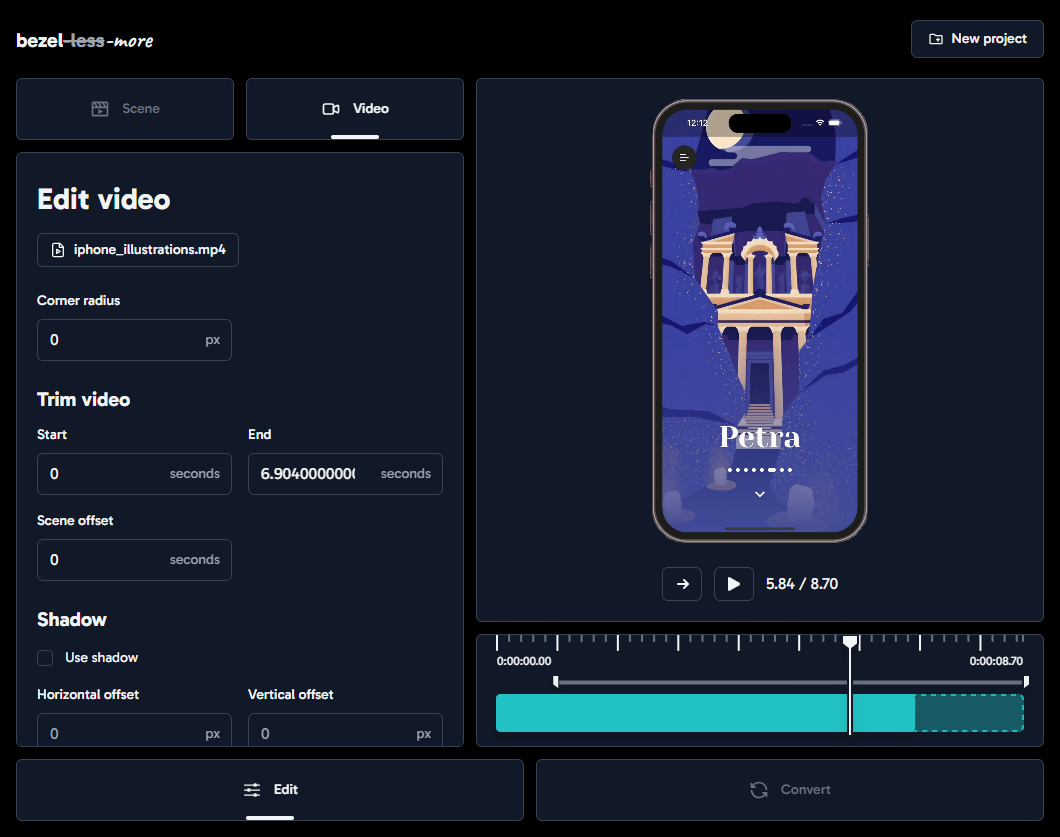 bezel-less-more
New project
Scene
Video
Edit video
iphone_illustrations.mp4
Corner radius
0 px
Trim video
Start
End
0 seconds
6.9040000000 seconds
Scene offset
0 seconds
Shadow
Use shadow
Horizontal offset
Vertical offset
0 px
0 px
12:12
Petra
5.84 / 8.70
0:00:00.00
0:00:08.70
Edit
Convert